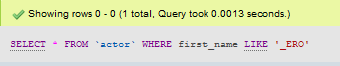 Showing rows 0 - 0 (1 total, Query took 0.0013 seconds.)
SELECT * FROM `actor` WHERE first_name LIKE '_ERO'